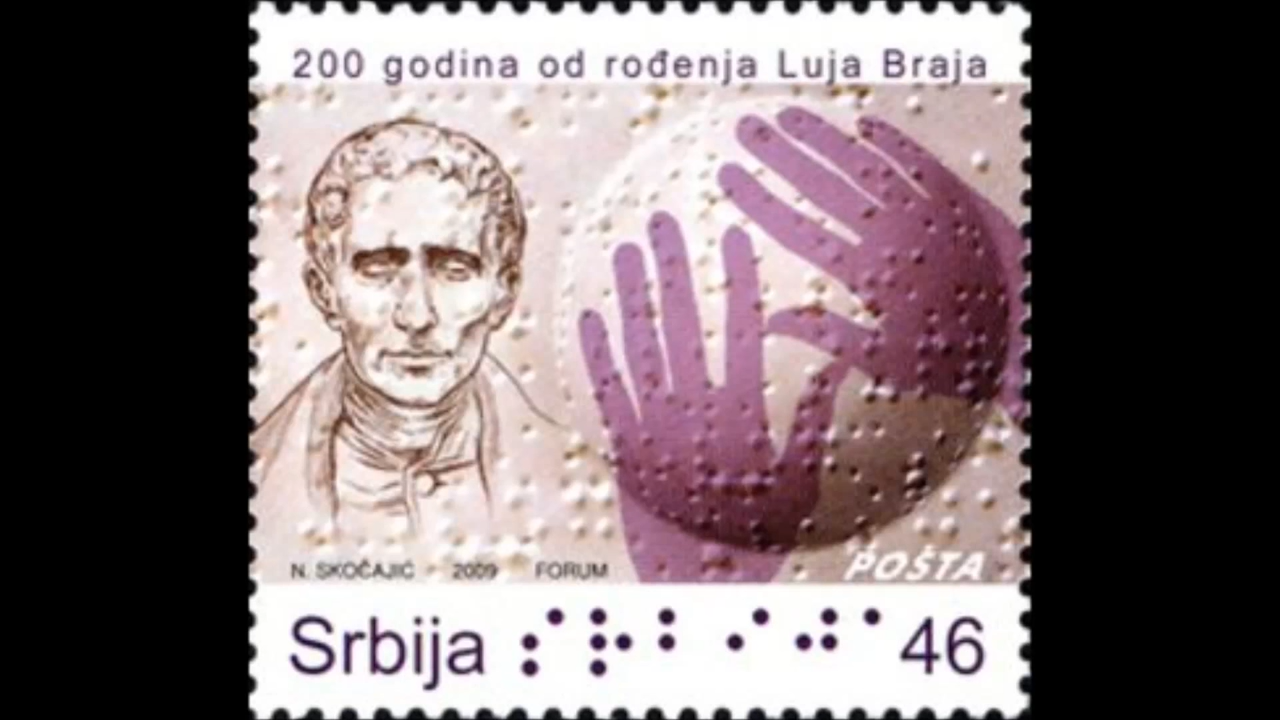 200 godina od rođenja Luja Braja
N. SKOČAJIĆ 2009 FORUM
POŠTA
Srbija ⠎⠗⠃⠊⠚⠁ 46